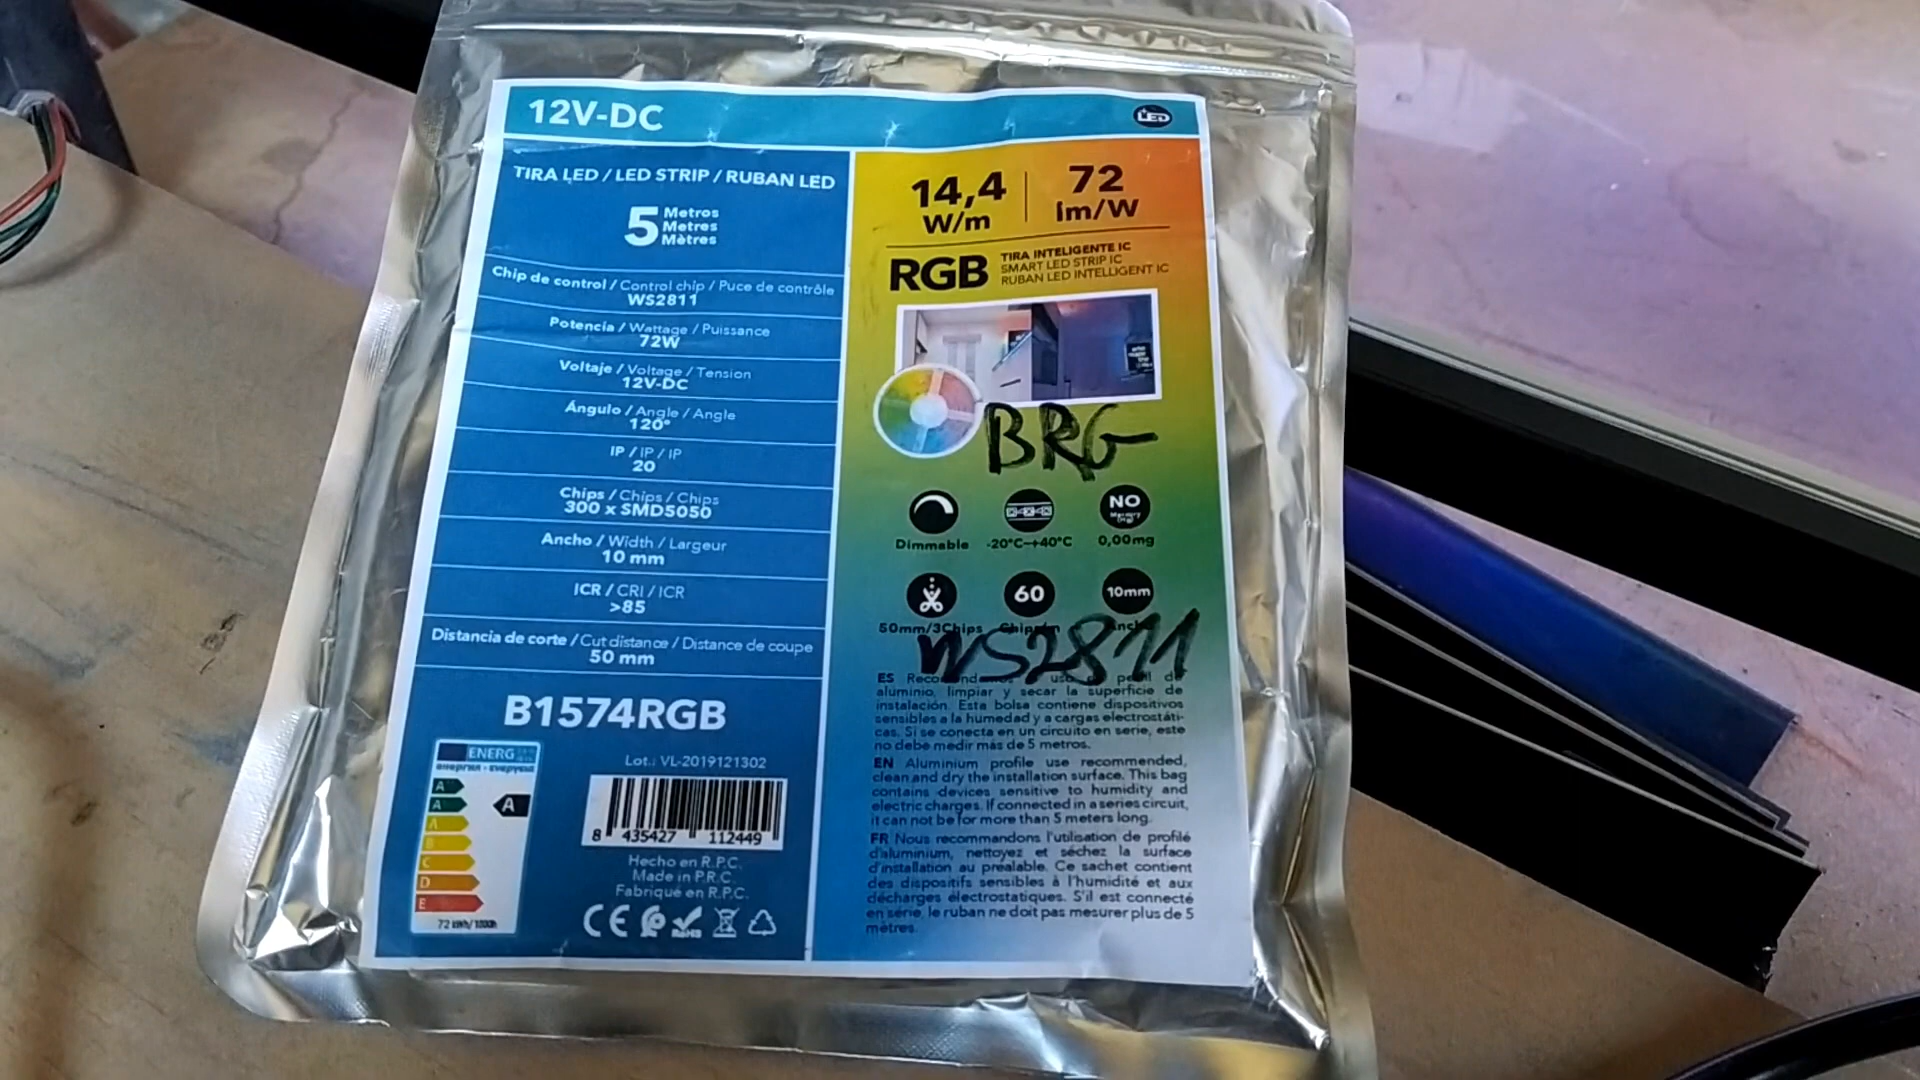 12V-DC
LED
TIRA LED / LED STRIP / RUBAN LED
5 Metros
Metres
Mètres
Chip de control / Control chip / Puce de contrôle
WS2811
Potencia / Wattage / Puissance
72W
Voltaje / Voltage / Tension
12V-DC
Ángulo / Angle / Angle
120°
IP / IP / IP
20
Chips / Chips / Chips
300 x SMD5050
Ancho / Width / Largeur
10 mm
ICR / CRI / ICR
>85
Distancia de corte / Cut distance / Distance de coupe
50 mm
B1574RGB
ENERG
A
A
A
B
C
D
E
A
72 kWh/1000h
Lot.: VL-2019121302
8 435427 112449
Hecho en R.P.C.
Made in P.R.C.
Fabriqué en R.P.C.
CE
RoHS
14,4 W/m
72 lm/W
RGB
TIRA INTELIGENTE IC
SMART LED STRIP IC
RUBAN LED INTELLIGENT IC
BRG
Dimmable
-20°C~+40°C
NO
Mercury
(Hg)
0,00mg
50mm/3Chips
60
10mm
WS2811
ES
aluminio, limpiar y secar la superficie de
instalación. Esta bolsa contiene dispositivos
sensibles a la humedad y a cargas electrostáti-
cas. Si se conecta en un circuito en serie, este
no debe medir más de 5 metros.
EN Aluminium profile use recommended,
clean and dry the installation surface. This bag
contains devices sensitive to humidity and
electric charges. If connected in a series circuit,
it can not be for more than 5 meters long.
FR Nous recommandons l'utilisation de profilé
d'aluminium, nettoyez et séchez la surface
d'installation au préalable. Ce sachet contient
des dispositifs sensibles à l'humidité et aux
décharges électrostatiques. S'il est connecté
en série, le ruban ne doit pas mesurer plus de 5
mètres.